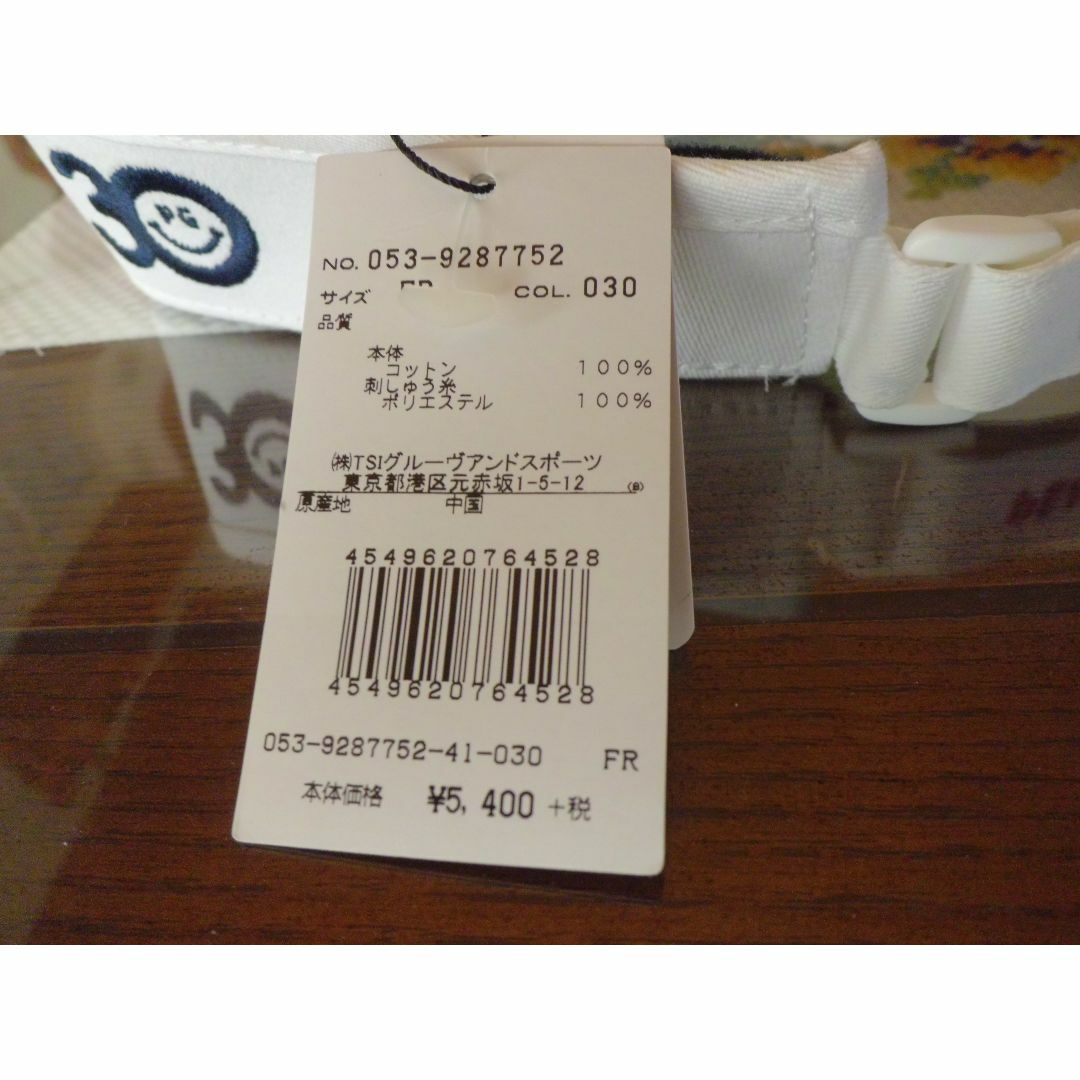 30
PG
NO. 053-9287752
サイズ FR COL. 030
品質
本体
コットン 100%
刺しゅう糸
ポリエステル 100%
㈱TSIグルーヴアンドスポーツ
東京都港区元赤坂1-5-12 (B)
原産地 中国
4549620764528
4549620764528
053-9287752-41-030 FR
本体価格 ¥5,400 +税